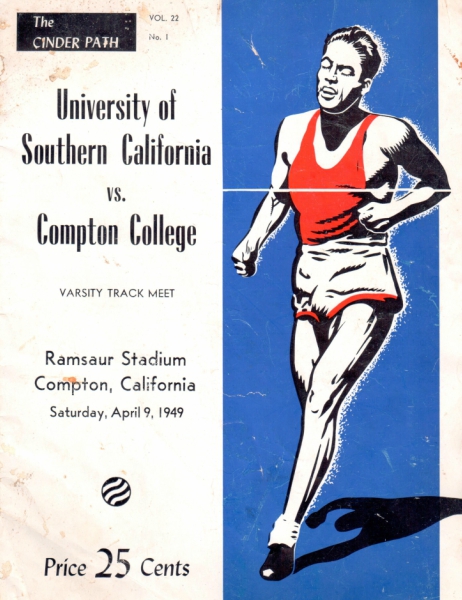 The
CINDER PATH
VOL. 22
No. 1
University of
Southern California
vs.
Compton College
VARSITY TRACK MEET
Ramsaur Stadium
Compton, California
Saturday, April 9, 1949
Price 25 Cents